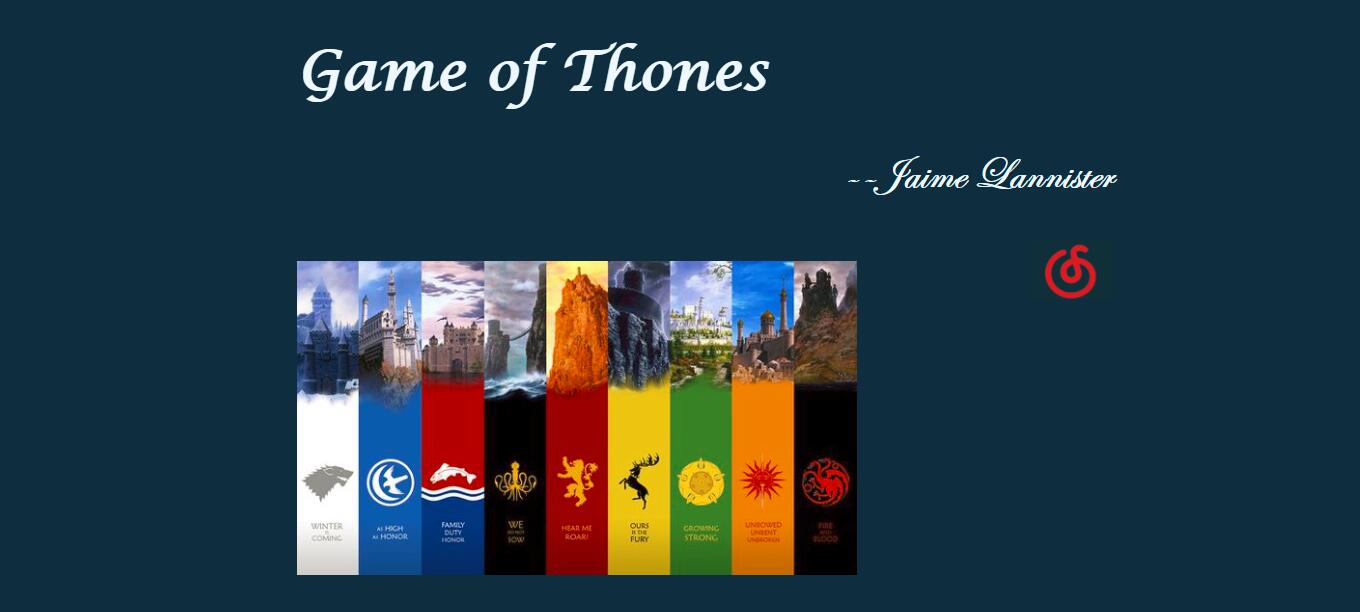 Game of Thones
--Jaime Lannister
WINTER
IS
COMING
AS HIGH
AS HONOR
FAMILY
DUTY
HONOR
WE
DO NOT
SOW
HEAR ME
ROAR!
OURS
IS THE
FURY
GROWING
STRONG
UNBOWED
UNBENT
UNBROKEN
FIRE
AND
BLOOD